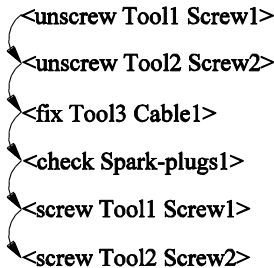 <unscrew Tool1 Screw1>
<unscrew Tool2 Screw2>
<fix Tool3 Cable1>
<check Spark-plugs1>
<screw Tool1 Screw1>
<screw Tool2 Screw2>